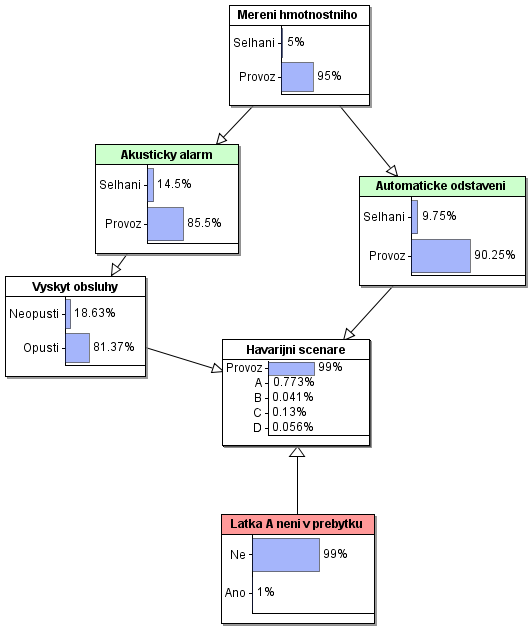 Mereni hmotnostniho
Selhani 5%
Provoz 95%
Akusticky alarm
Selhani 14.5%
Provoz 85.5%
Automaticke odstaveni
Selhani 9.75%
Provoz 90.25%
Vyskyt obsluhy
Neopusti 18.63%
Opusti 81.37%
Havarijni scenare
Provoz 99%
A 0.773%
B 0.041%
C 0.13%
D 0.056%
Latka A neni v prebytku
Ne 99%
Ano 1%